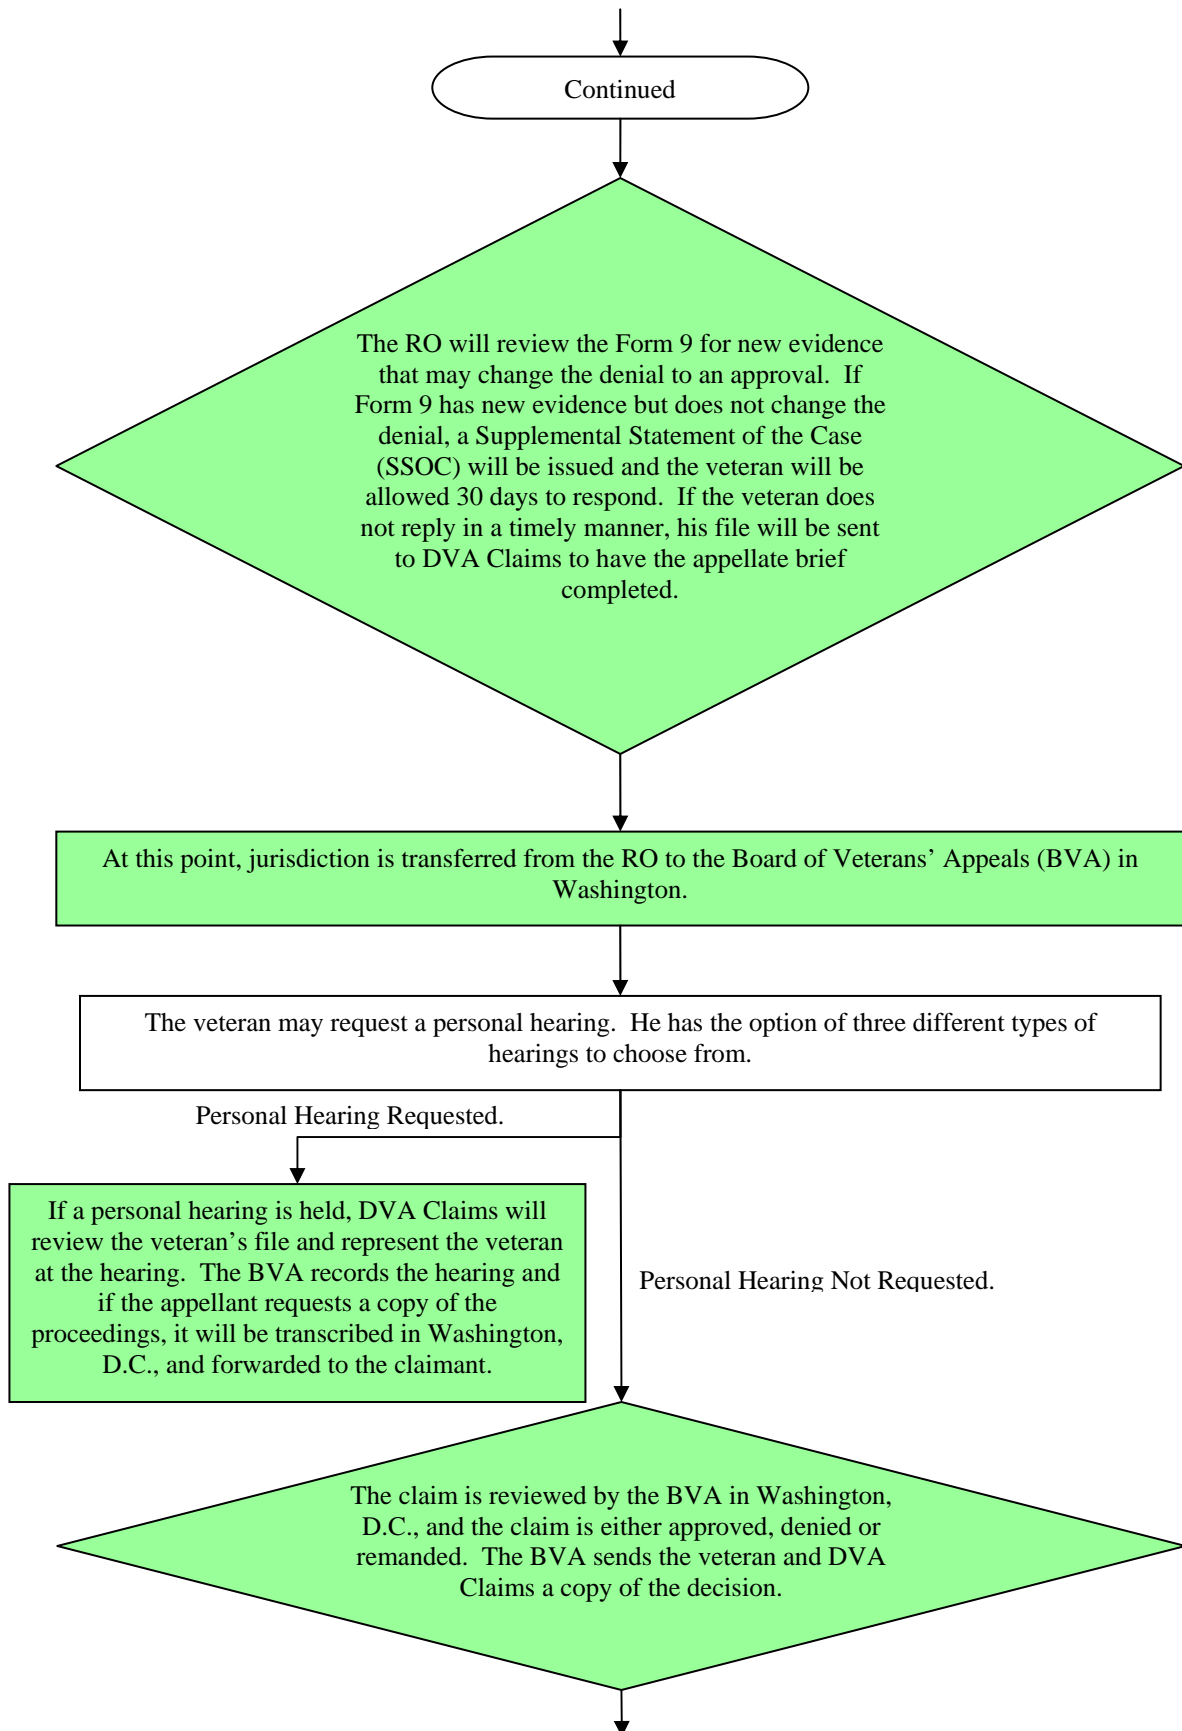 Continued
The RO will review the Form 9 for new evidence
that may change the denial to an approval.  If
Form 9 has new evidence but does not change the
denial, a Supplemental Statement of the Case
(SSOC) will be issued and the veteran will be
allowed 30 days to respond.  If the veteran does
not reply in a timely manner, his file will be sent
to DVA Claims to have the appellate brief
completed.
At this point, jurisdiction is transferred from the RO to the Board of Veterans’ Appeals (BVA) in
Washington.
The veteran may request a personal hearing.  He has the option of three different types of
hearings to choose from.
Personal Hearing Requested.
If a personal hearing is held, DVA Claims will
review the veteran’s file and represent the veteran
at the hearing.  The BVA records the hearing and
if the appellant requests a copy of the
proceedings, it will be transcribed in Washington,
D.C., and forwarded to the claimant.
Personal Hearing Not Requested.
The claim is reviewed by the BVA in Washington,
D.C., and the claim is either approved, denied or
remanded.  The BVA sends the veteran and DVA
Claims a copy of the decision.